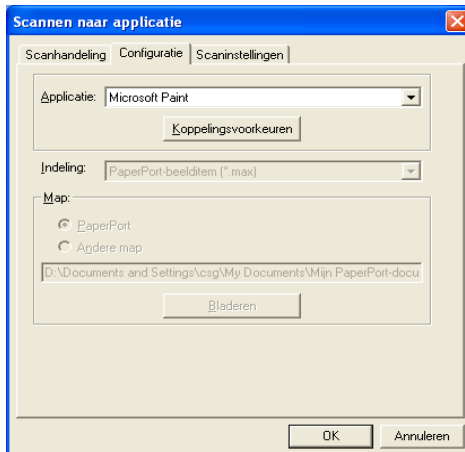 Scannen naar applicatie
Scanhandeling Configuratie Scaninstellingen
Applicatie: Microsoft Paint
Koppelingsvoorkeuren
Indeling: PaperPort-beelditem (*.max)
Map:
PaperPort
Andere map
D:\Documents and Settings\csg\My Documents\Mijn PaperPort-docu
Bladeren
OK Annuleren